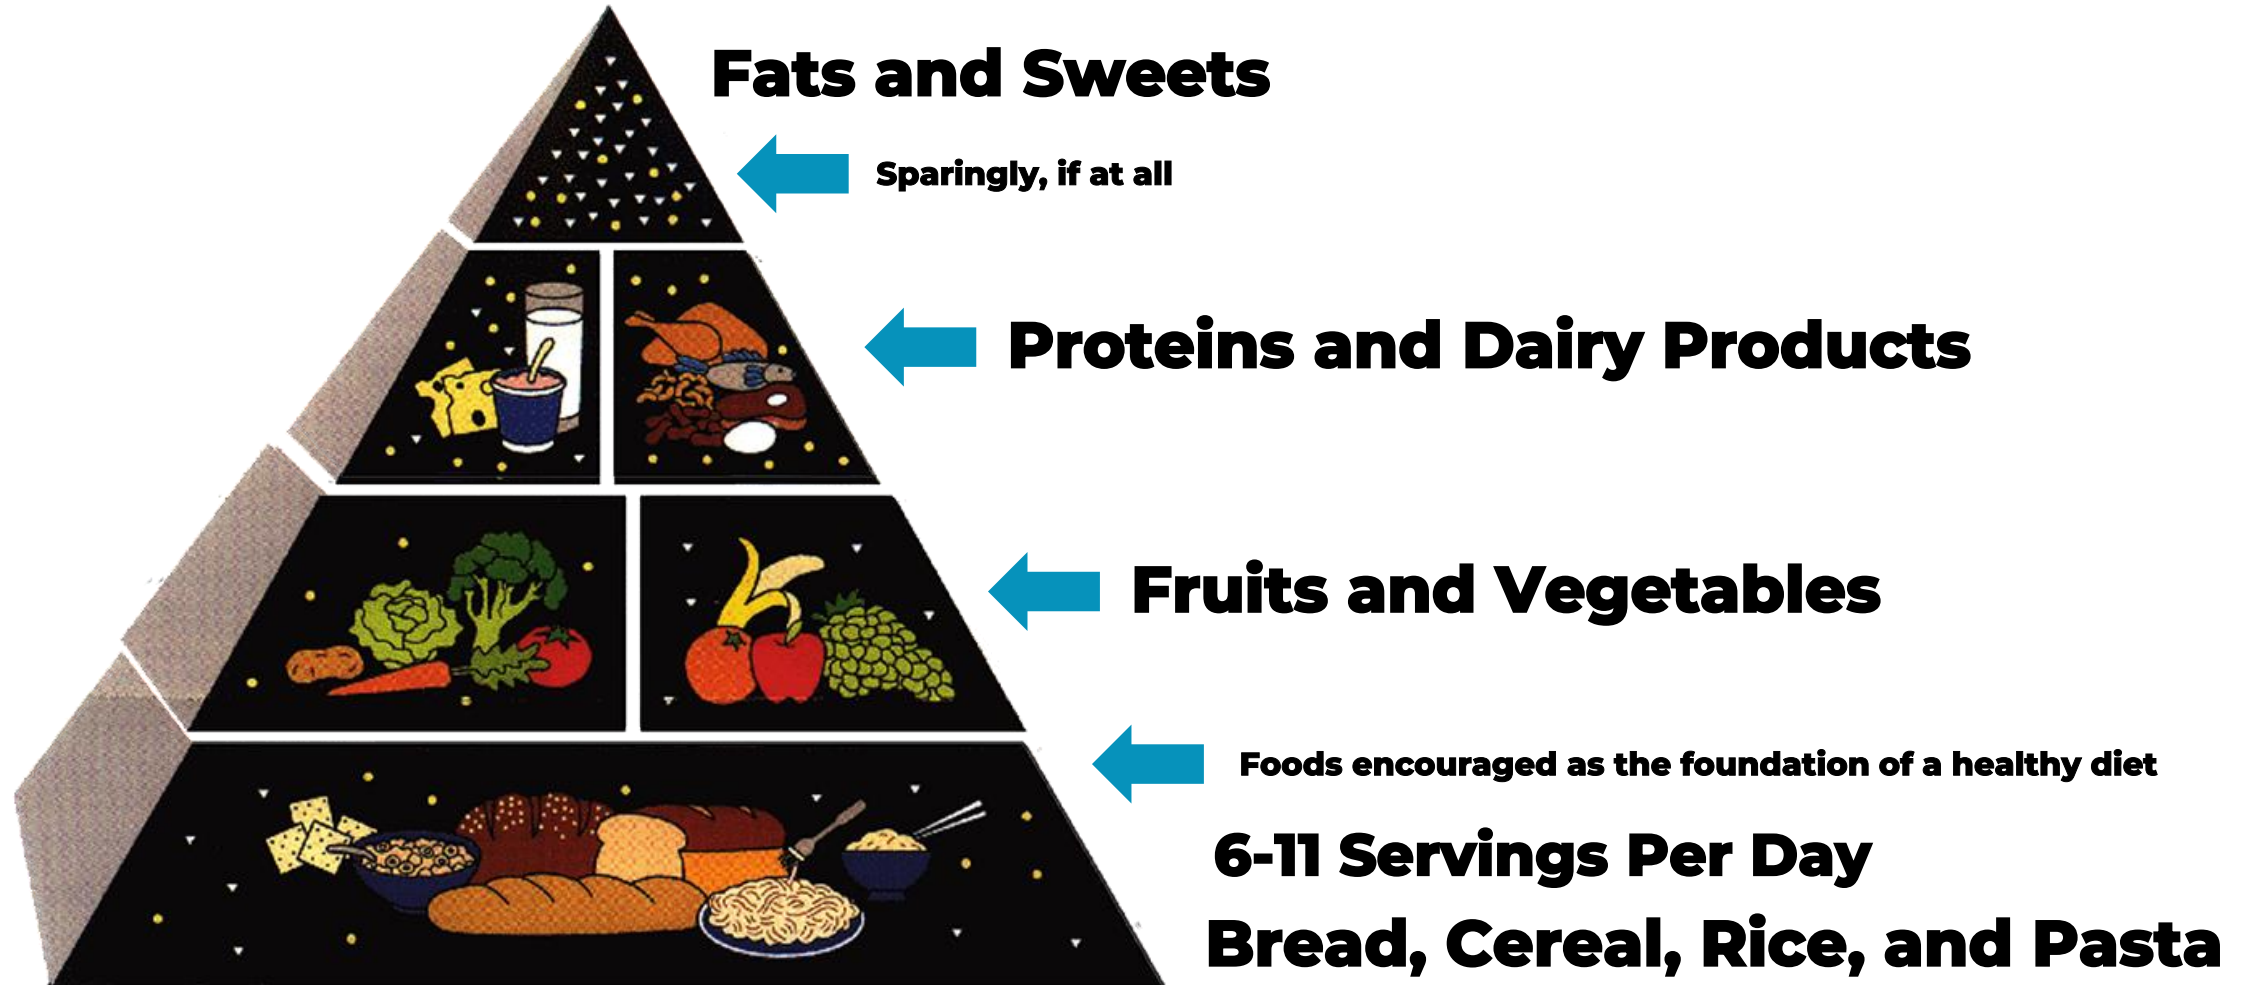 Fats and Sweets
Sparingly, if at all
Proteins and Dairy Products
Fruits and Vegetables
Foods encouraged as the foundation of a healthy diet
6-11 Servings Per Day
Bread, Cereal, Rice, and Pasta